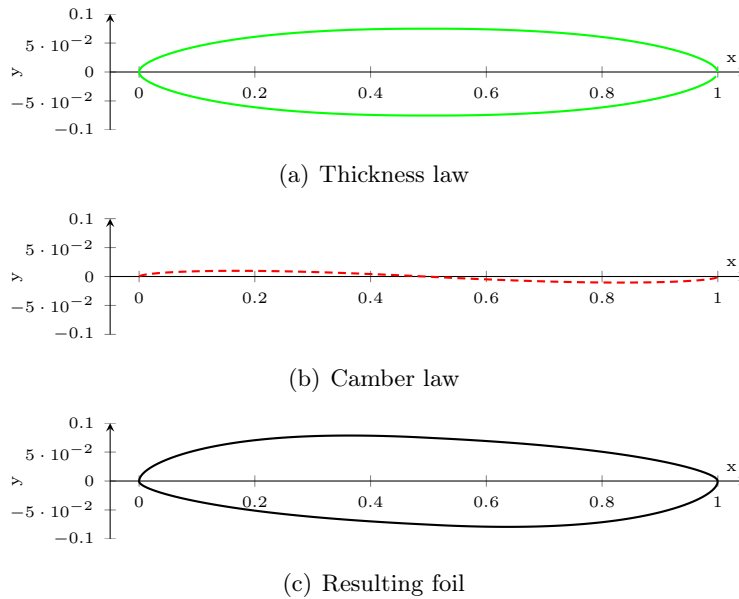 0.1
5 · 10⁻²
0
−5 · 10⁻²
−0.1
y
0 0.2 0.4 0.6 0.8 1
x
(a) Thickness law
0.1
5 · 10⁻²
0
−5 · 10⁻²
−0.1
y
0 0.2 0.4 0.6 0.8 1
x
(b) Camber law
0.1
5 · 10⁻²
0
−5 · 10⁻²
−0.1
y
0 0.2 0.4 0.6 0.8 1
x
(c) Resulting foil